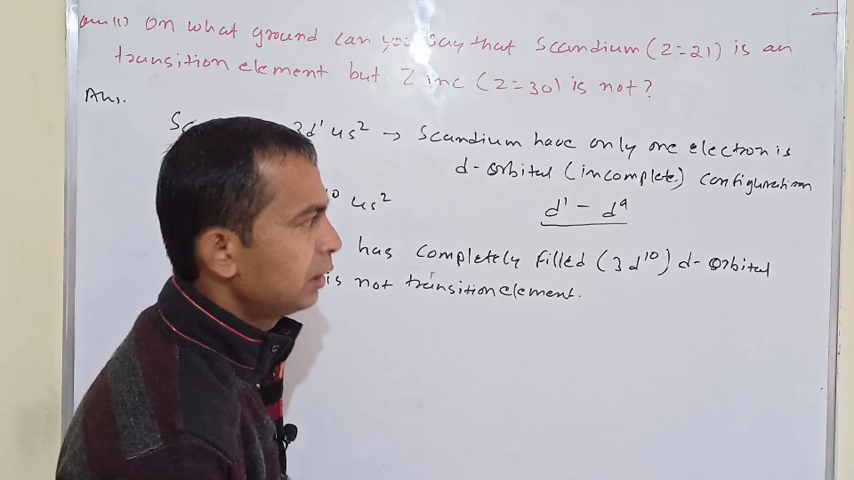 On what ground can you say that Scandium (Z=21) is an
transition element but Zinc (Z=30) is not?
Ans.
3d¹ 4s² → Scandium have only one electron is
d-orbital (incomplete) configuration
4s² d¹ - d⁹
has completely filled (3d¹⁰) d-orbital
is not transition element.